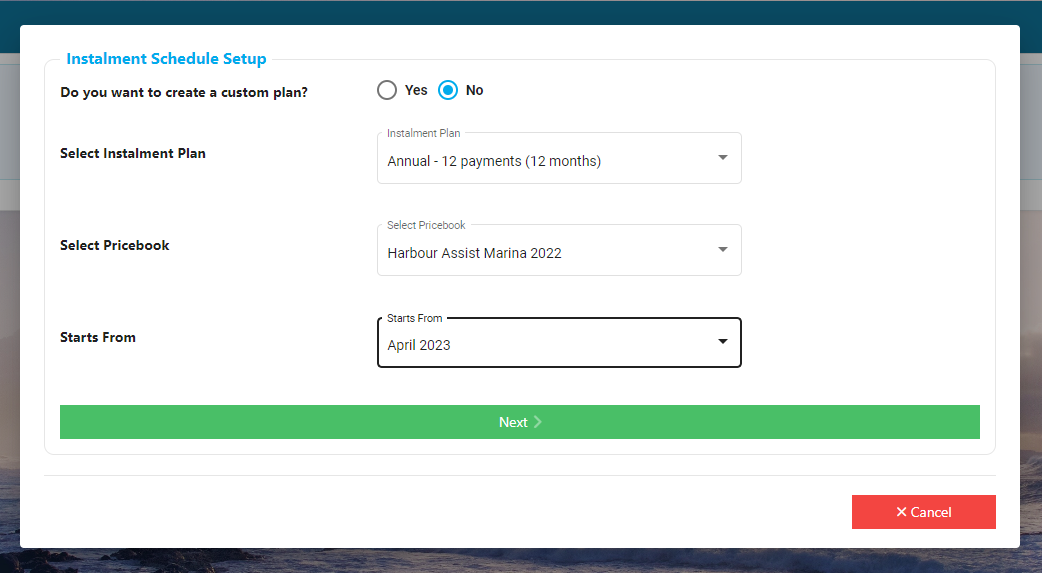 Instalment Schedule Setup
Do you want to create a custom plan? Yes No
Instalment Plan
Select Instalment Plan Annual - 12 payments (12 months)
Select Pricebook
Select Pricebook Harbour Assist Marina 2022
Starts From
Starts From April 2023
Next
Cancel